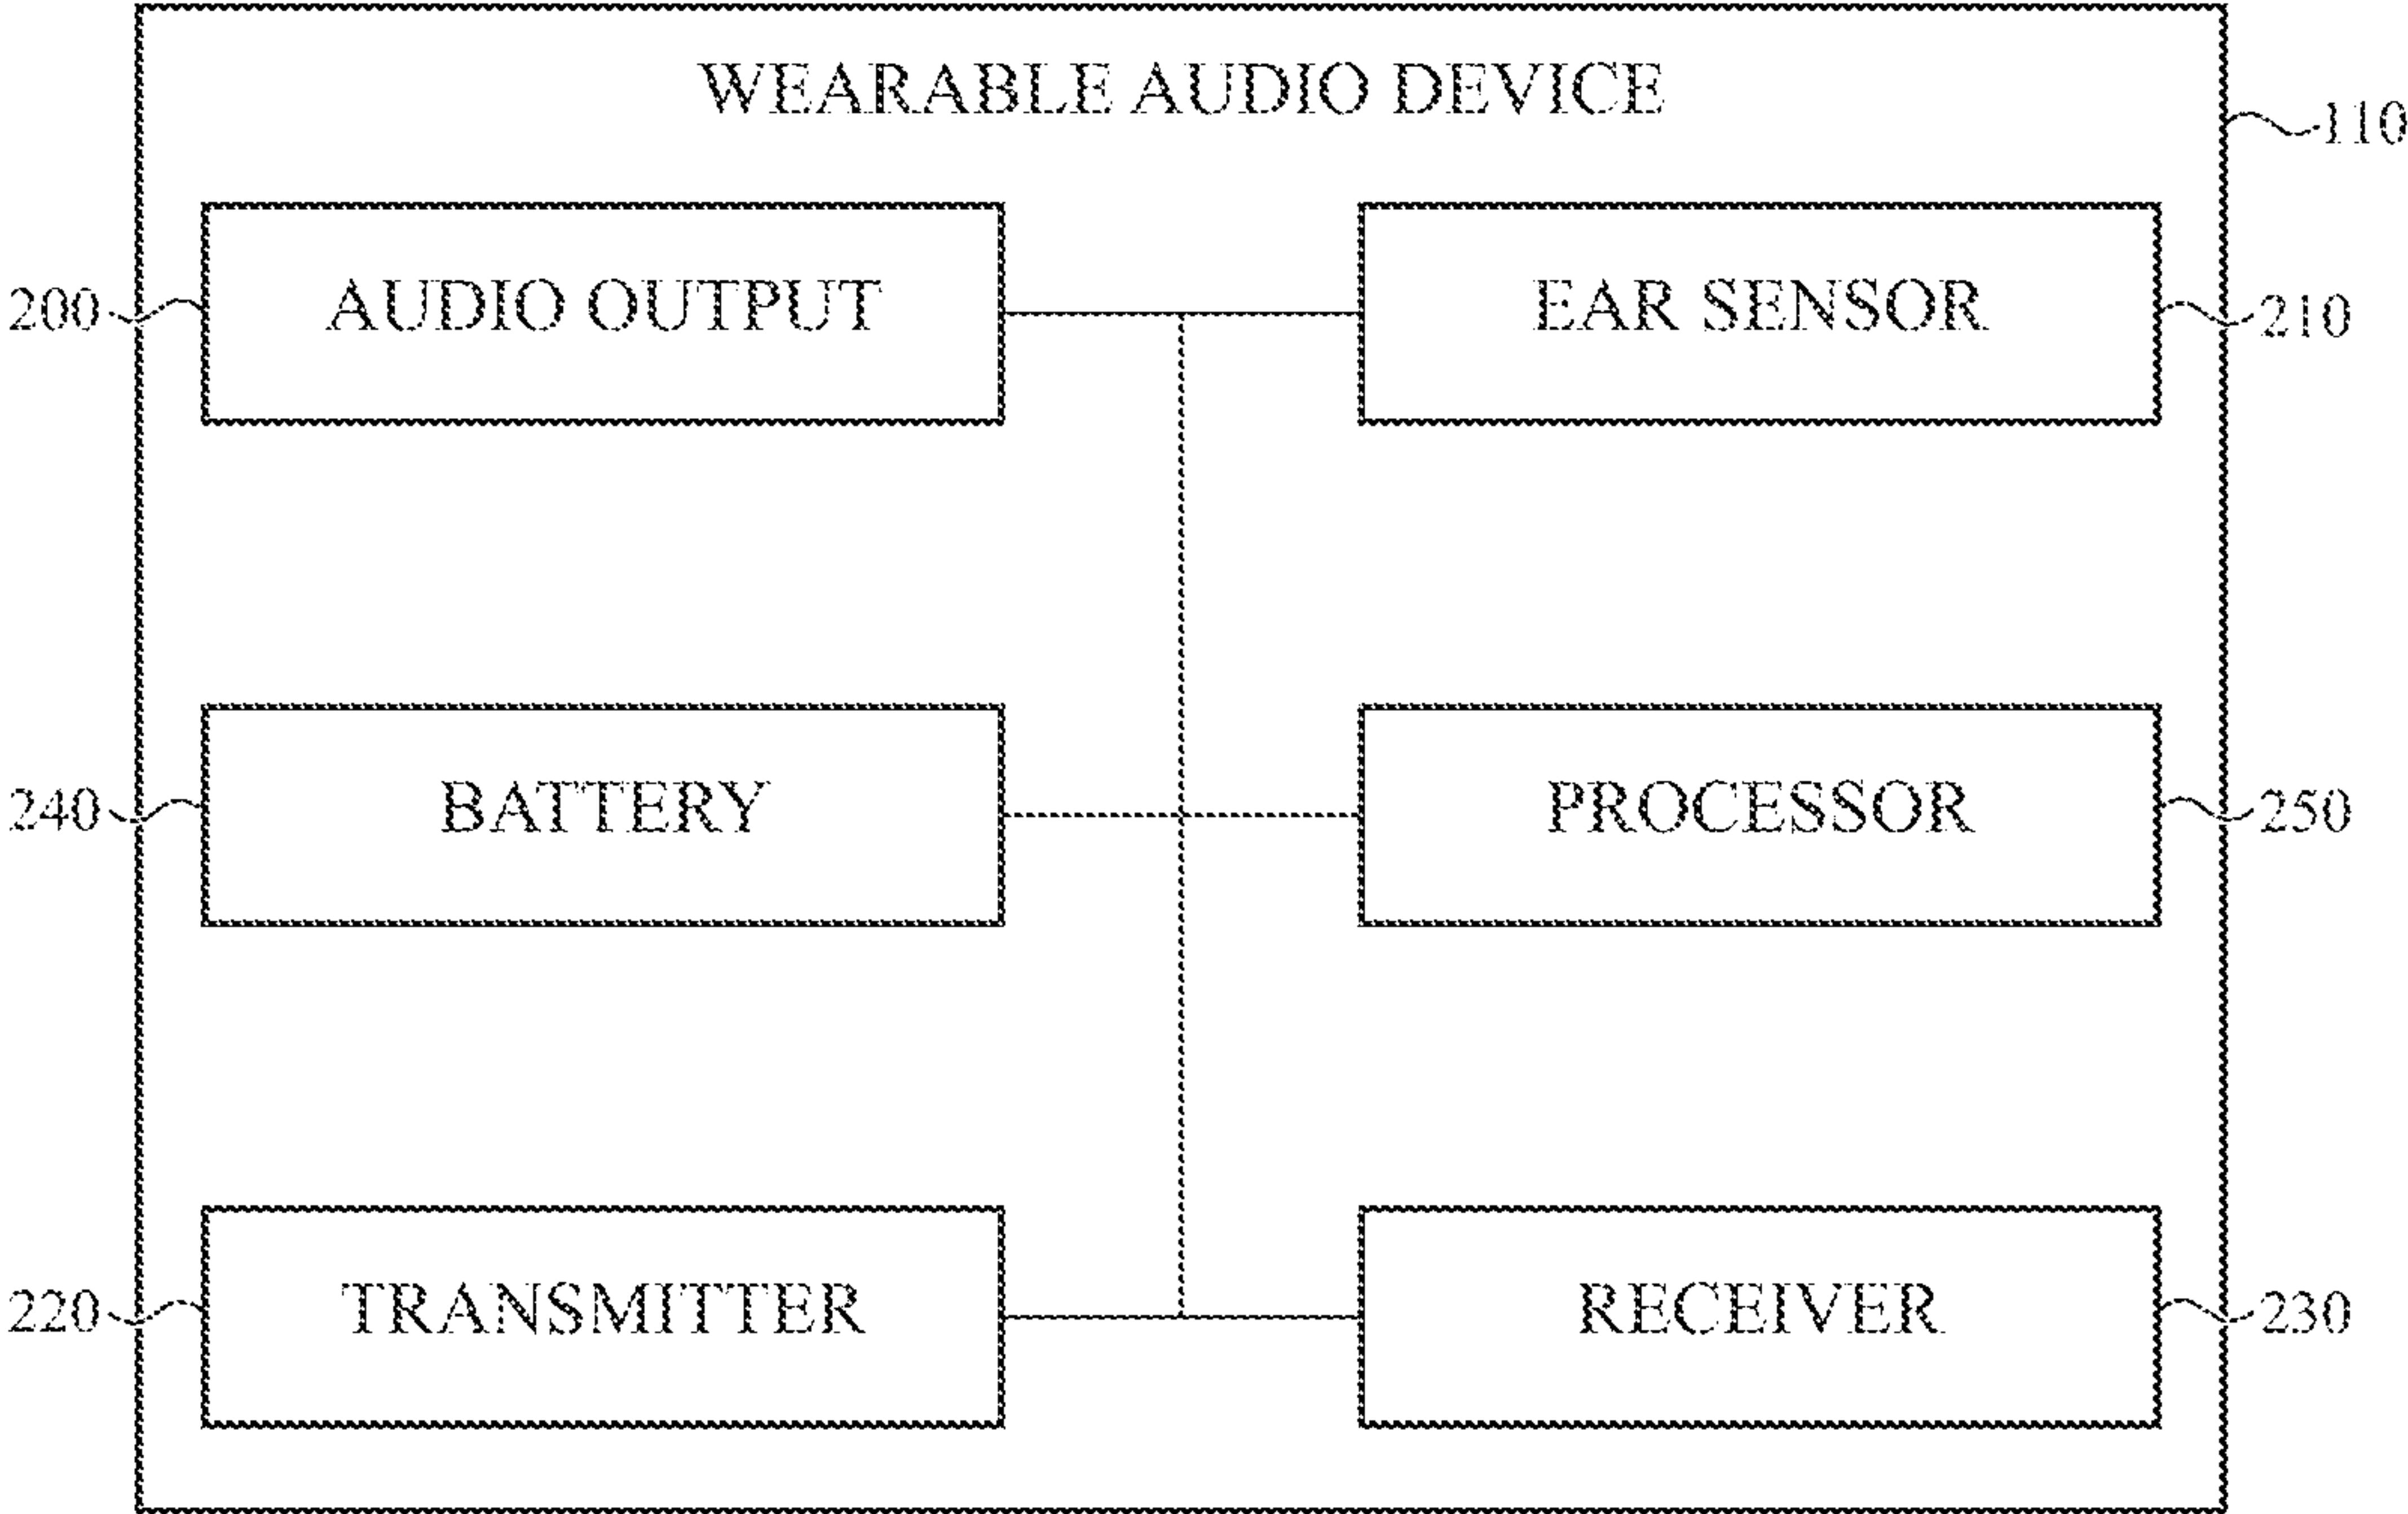 WEARABLE AUDIO DEVICE
110
200 AUDIO OUTPUT EAR SENSOR 210
240 BATTERY PROCESSOR 250
220 TRANSMITTER RECEIVER 230